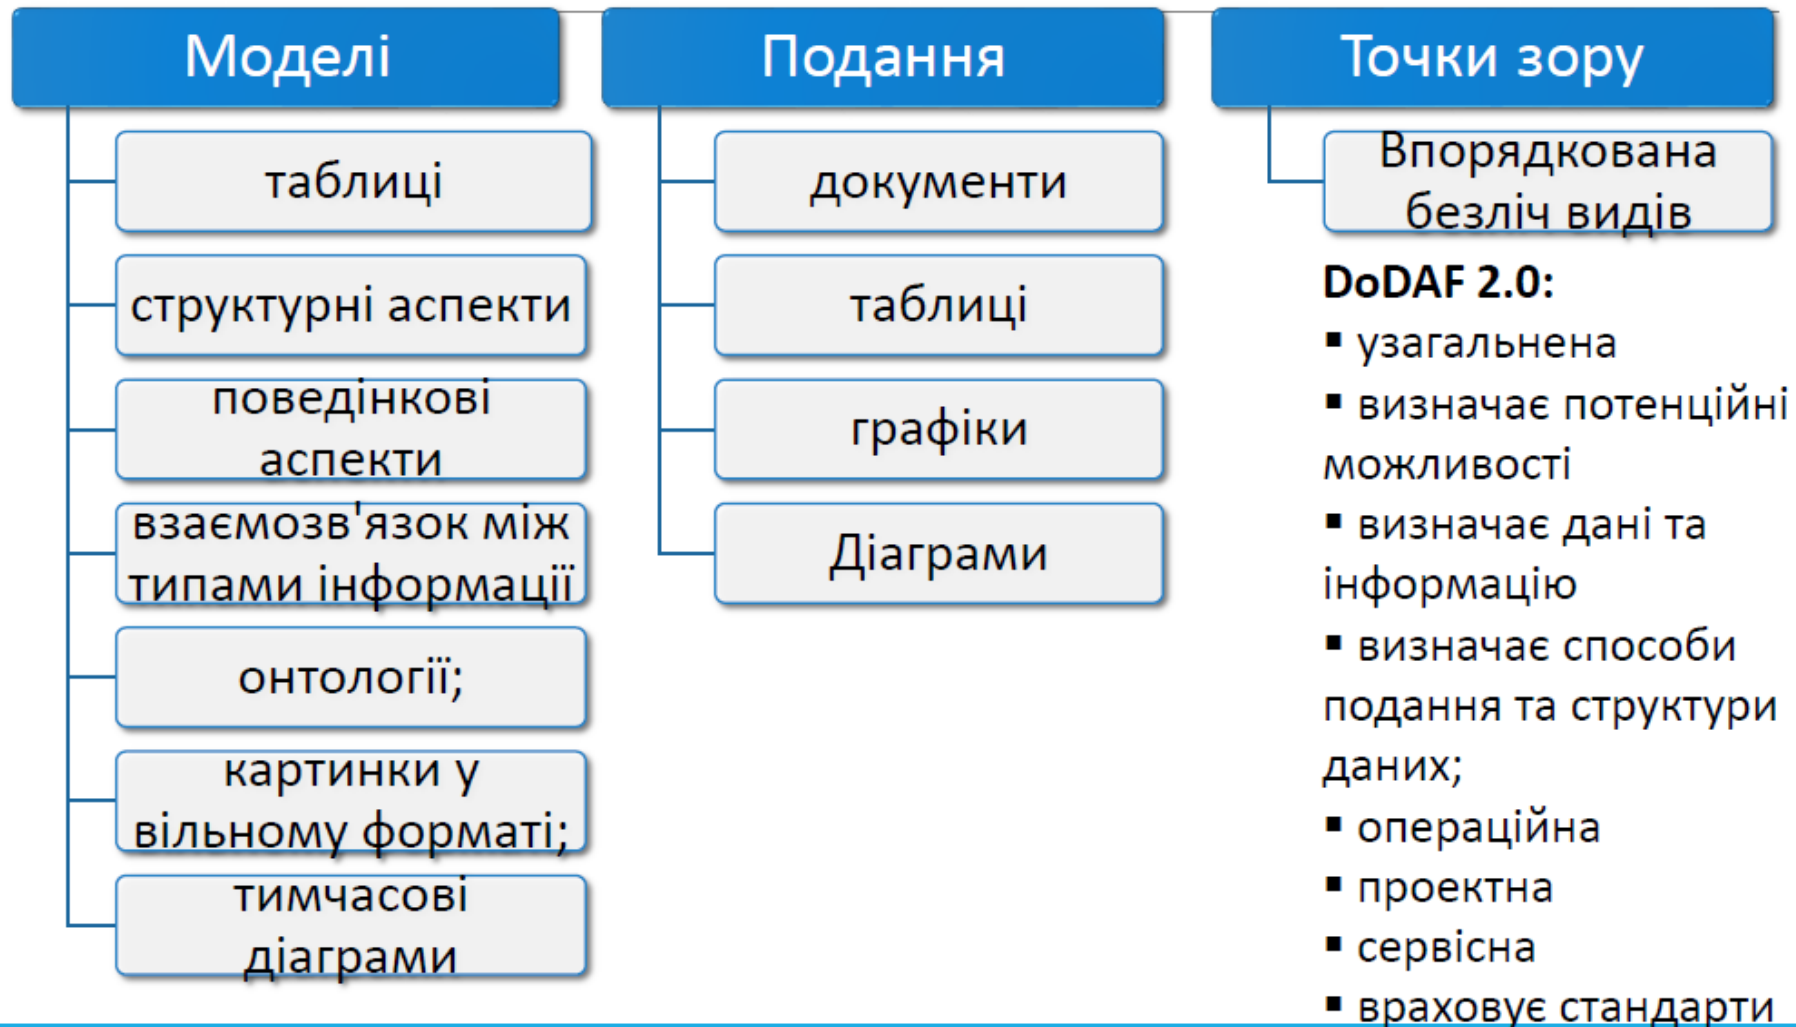 Моделі
таблиці
структурні аспекти
поведінкові
аспекти
взаємозв'язок між
типами інформації
онтології;
картинки у
вільному форматі;
тимчасові
діаграми
Подання
документи
таблиці
графіки
Діаграми
Точки зору
Впорядкована
безліч видів
DoDAF 2.0:
▪ узагальнена
▪ визначає потенційні
можливості
▪ визначає дані та
інформацію
▪ визначає способи
подання та структури
даних;
▪ операційна
▪ проектна
▪ сервісна
▪ враховує стандарти